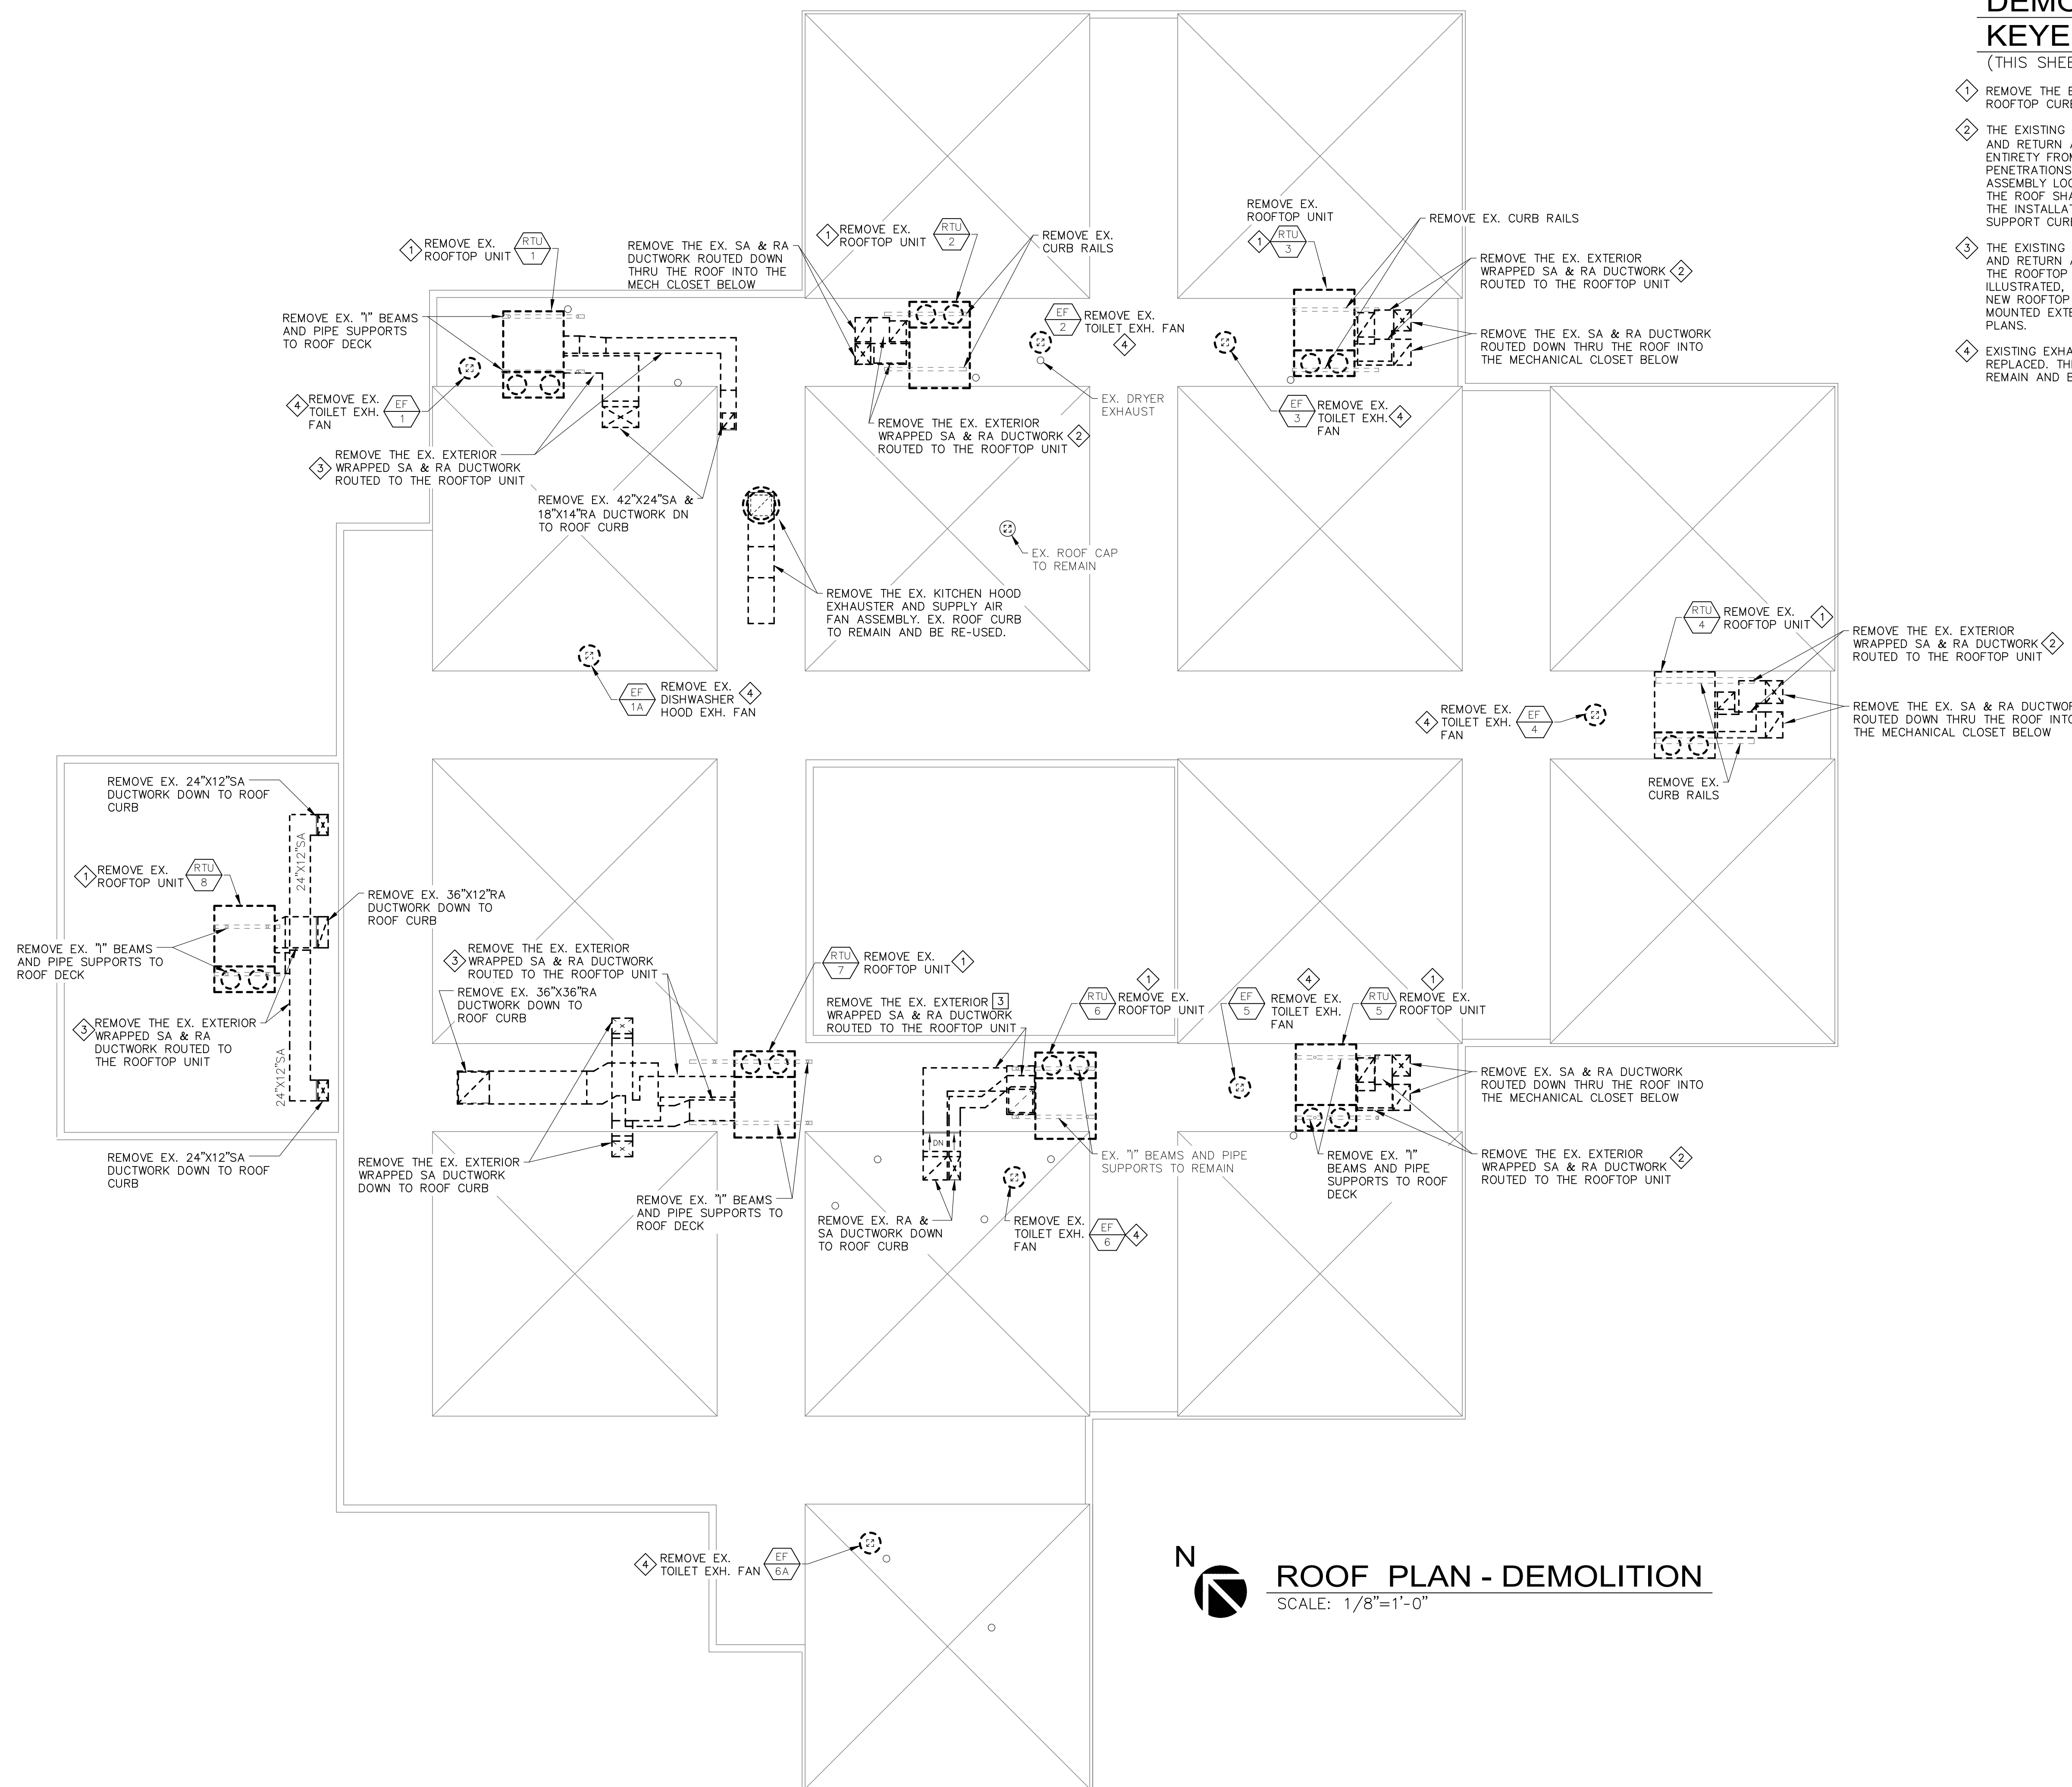 REMOVE EX.
ROOFTOP UNIT
1
RTU
1
REMOVE THE EX. SA & RA
DUCTWORK ROUTED DOWN
THRU THE ROOF INTO THE
MECH CLOSET BELOW
1
REMOVE EX.
ROOFTOP UNIT
RTU
2
REMOVE EX.
CURB RAILS
REMOVE EX.
ROOFTOP UNIT
1
RTU
3
REMOVE EX. CURB RAILS
REMOVE THE EX. EXTERIOR
WRAPPED SA & RA DUCTWORK
ROUTED TO THE ROOFTOP UNIT
2
REMOVE THE EX. SA & RA DUCTWORK
ROUTED DOWN THRU THE ROOF INTO
THE MECHANICAL CLOSET BELOW
REMOVE EX. "I" BEAMS
AND PIPE SUPPORTS
TO ROOF DECK
EF
2
REMOVE EX.
TOILET EXH. FAN
4
4
REMOVE EX.
TOILET EXH.
FAN
EF
1
EX. DRYER
EXHAUST
EF
3
REMOVE EX.
TOILET EXH.
FAN
4
REMOVE THE EX. EXTERIOR
WRAPPED SA & RA DUCTWORK
ROUTED TO THE ROOFTOP UNIT
2
3
REMOVE THE EX. EXTERIOR
WRAPPED SA & RA DUCTWORK
ROUTED TO THE ROOFTOP UNIT
REMOVE EX. 42"X24"SA &
18"X14"RA DUCTWORK DN
TO ROOF CURB
EX. ROOF CAP
TO REMAIN
REMOVE THE EX. KITCHEN HOOD
EXHAUSTER AND SUPPLY AIR
FAN ASSEMBLY. EX. ROOF CURB
TO REMAIN AND BE RE-USED.
EF
1A
REMOVE EX.
DISHWASHER
HOOD EXH. FAN
4
RTU
4
REMOVE EX.
ROOFTOP UNIT
1
REMOVE THE EX. EXTERIOR
WRAPPED SA & RA DUCTWORK
ROUTED TO THE ROOFTOP UNIT
2
4
REMOVE EX.
TOILET EXH.
FAN
EF
4
REMOVE THE EX. SA & RA
ROUTED DOWN THRU THE ROOF
THE MECHANICAL CLOSET BELOW
REMOVE EX.
CURB RAILS
REMOVE EX. 24"X12"SA
DUCTWORK DOWN TO ROOF
CURB
24"X12"SA
1
REMOVE EX.
ROOFTOP UNIT
RTU
8
REMOVE EX. 36"X12"RA
DUCTWORK DOWN TO
ROOF CURB
REMOVE EX. "I" BEAMS
AND PIPE SUPPORTS TO
ROOF DECK
3
REMOVE THE EX. EXTERIOR
WRAPPED SA & RA
DUCTWORK ROUTED TO
THE ROOFTOP UNIT
24"X12"SA
REMOVE EX. 24"X12"SA
DUCTWORK DOWN TO ROOF
CURB
3
REMOVE THE EX. EXTERIOR
WRAPPED SA & RA DUCTWORK
ROUTED TO THE ROOFTOP UNIT
REMOVE EX. 36"X36"RA
DUCTWORK DOWN TO
ROOF CURB
RTU
7
REMOVE EX.
ROOFTOP UNIT
1
REMOVE THE EX. EXTERIOR
WRAPPED SA & RA DUCTWORK
ROUTED TO THE ROOFTOP UNIT
3
1
RTU
6
REMOVE EX.
ROOFTOP UNIT
4
EF
5
REMOVE EX.
TOILET EXH.
FAN
1
RTU
5
REMOVE EX.
ROOFTOP UNIT
REMOVE EX. SA & RA DUCTWORK
ROUTED DOWN THRU THE ROOF INTO
THE MECHANICAL CLOSET BELOW
DN
REMOVE THE EX. EXTERIOR
WRAPPED SA DUCTWORK
DOWN TO ROOF CURB
EX. "I" BEAMS AND PIPE
SUPPORTS TO REMAIN
REMOVE EX. "I"
BEAMS AND PIPE
SUPPORTS TO ROOF
DECK
REMOVE THE EX. EXTERIOR
WRAPPED SA & RA DUCTWORK
ROUTED TO THE ROOFTOP UNIT
2
REMOVE EX. "I" BEAMS
AND PIPE SUPPORTS TO
ROOF DECK
REMOVE EX. RA &
SA DUCTWORK DOWN
TO ROOF CURB
REMOVE EX.
TOILET EXH.
FAN
EF
6
4
4
REMOVE EX.
TOILET EXH. FAN
EF
6A
N
ROOF PLAN - DEMOLITION
SCALE: 1/8"=1'-0"
KEYE
(THIS
1
REMOVE THE
ROOFTOP
2
THE EXISTING
AND RETURN
ENTIRETY
PENETRATIONS
ASSEMBLY
THE ROOF
THE
SUPPORT
3
THE EXISTING
AND RETURN
THE ROOFTOP
ILLUSTRATED,
NEW ROOFTOP
MOUNTED
PLANS.
4
EXISTING
REPLACED.
REMAIN AND